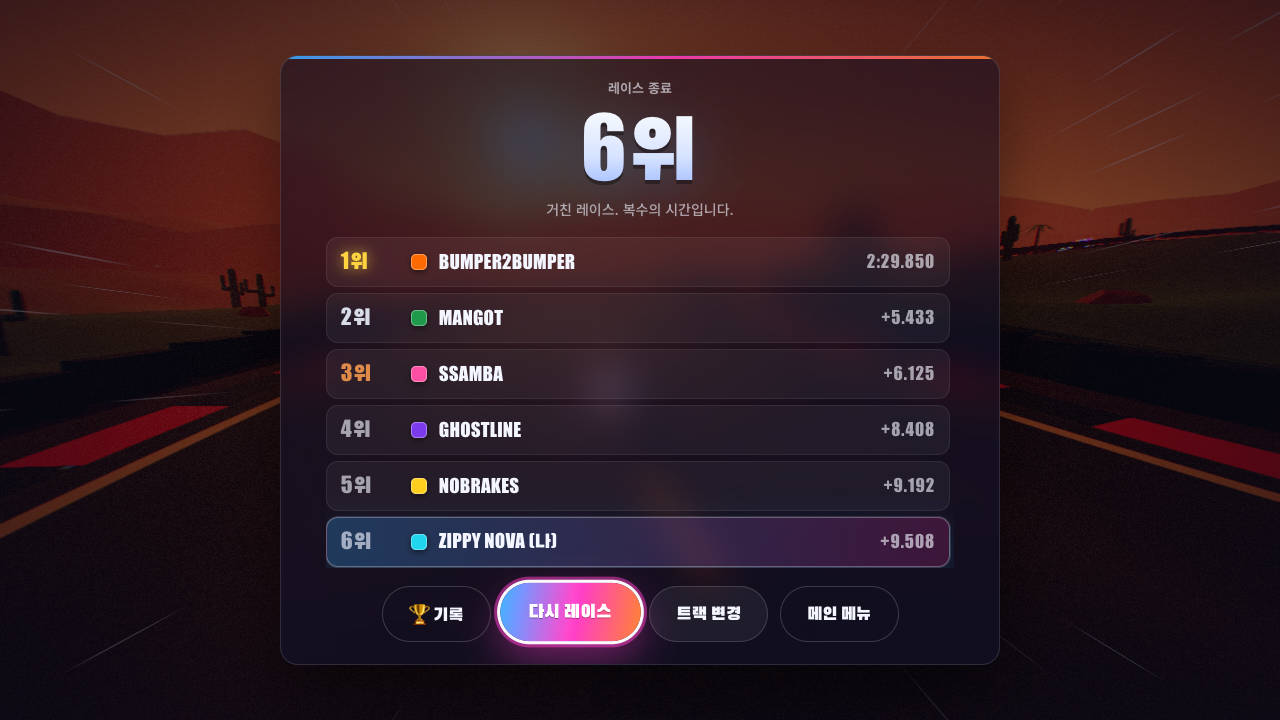 레이스 종료
6위
거친 레이스. 복수의 시간입니다.
1위 BUMPER2BUMPER 2:29.850
2위 MANGOT +5.433
3위 SSAMBA +6.125
4위 GHOSTLINE +8.408
5위 NOBRAKES +9.192
6위 ZIPPY NOVA (나) +9.508
🏆 기록 다시 레이스 트랙 변경 메인 메뉴